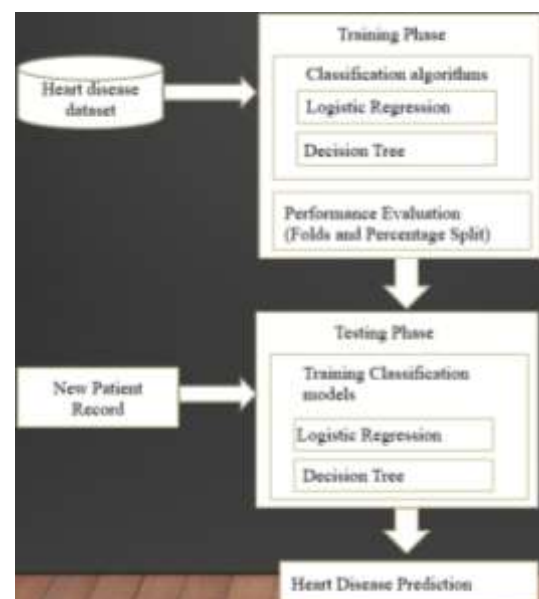 Training Phase
Classification algorithms
Heart disease
dataset
Logistic Regression
Decision Tree
Performance Evaluation
(Folds and Percentage Split)
Testing Phase
Training Classification
models
New Patient
Record
Logistic Regression
Decision Tree
Heart Disease Prediction